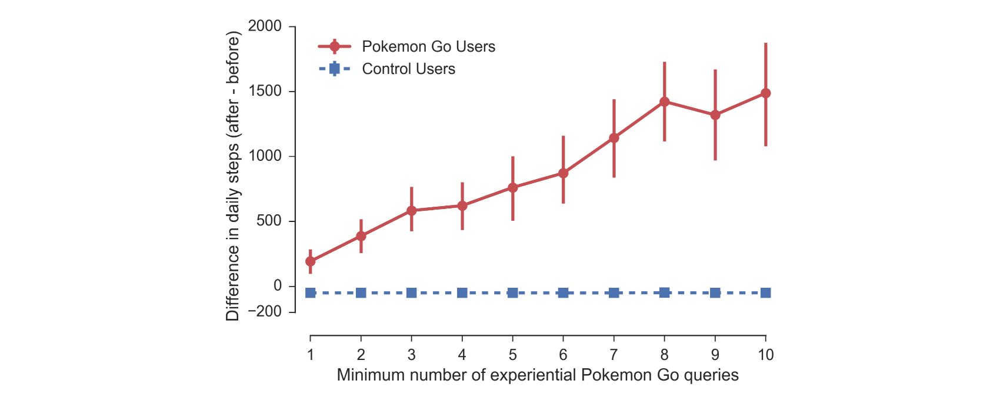 Difference in daily steps (after - before)
2000
1500
1000
500
0
−200
Pokemon Go Users
Control Users
1 2 3 4 5 6 7 8 9 10
Minimum number of experiential Pokemon Go queries